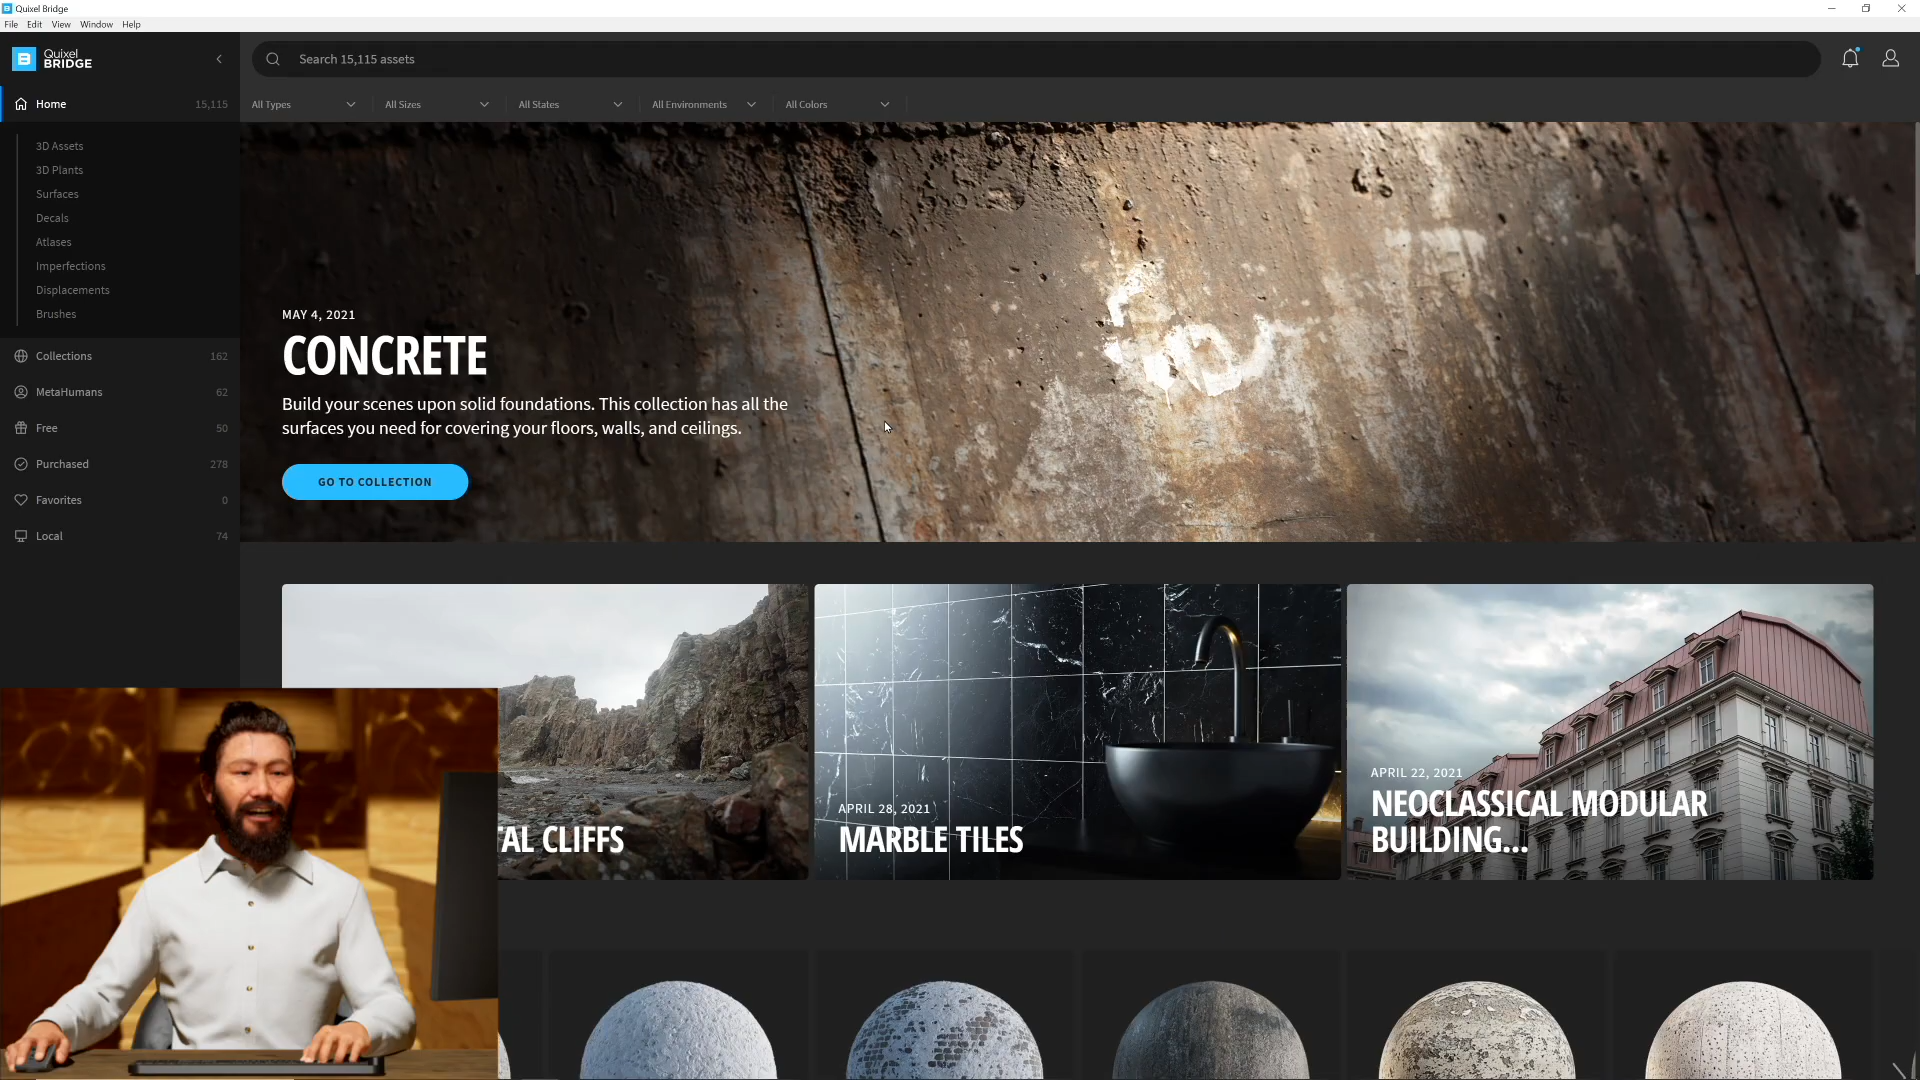 Quixel Bridge
File Edit View Window Help
Quixel
BRIDGE
Search 15,115 assets
Home 15,115
All Types All Sizes All States All Environments All Colors
3D Assets
3D Plants
Surfaces
Decals
Atlases
Imperfections
Displacements
Brushes
Collections 162
MetaHumans 62
Free 50
Purchased 278
Favorites 0
Local 74
MAY 4, 2021
CONCRETE
Build your scenes upon solid foundations. This collection has all the
surfaces you need for covering your floors, walls, and ceilings.
GO TO COLLECTION
TAL CLIFFS
APRIL 28, 2021
MARBLE TILES
APRIL 22, 2021
NEOCLASSICAL MODULAR
BUILDING...